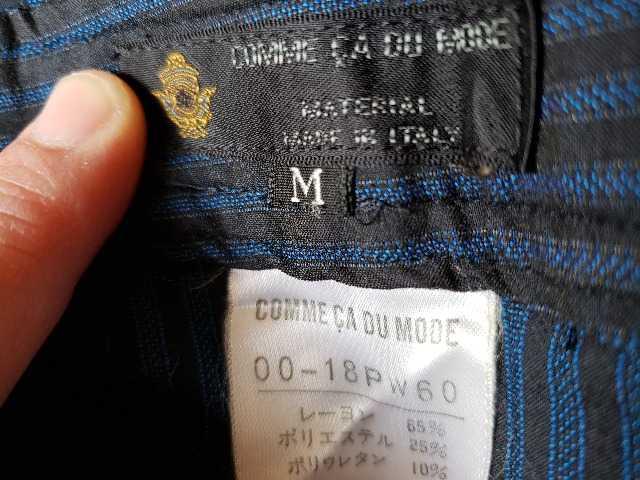 COMME ÇA DU MODE
MATERIAL
MADE IN ITALY
M
COMME ÇA DU MODE
00-18PW60
レーヨン 65%
ポリエステル 25%
ポリウレタン 10%